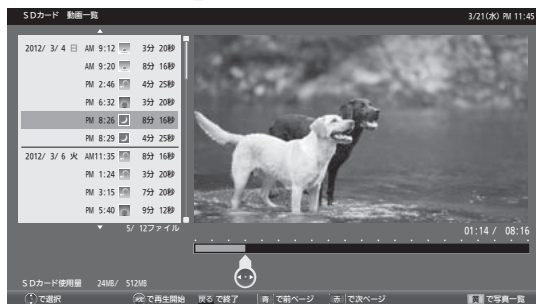 SDカード 動画一覧
3/21(水) PM 11:45
2012/ 3/ 4 日 AM 9:12 3分 20秒
AM 9:20 8分 16秒
PM 2:46 4分 25秒
PM 6:32 3分 20秒
PM 8:26 8分 16秒
PM 8:29 4分 25秒
2012/ 3/ 6 火 AM11:35 8分 16秒
PM 1:24 3分 20秒
PM 3:15 7分 20秒
PM 5:40 9分 12秒
5/ 12ファイル
01:14 / 08:16
SDカード使用量 24MB/ 512MB
で選択 決定 で再生開始 戻る で終了 青 で前ページ 赤 で次ページ 黄 で写真一覧